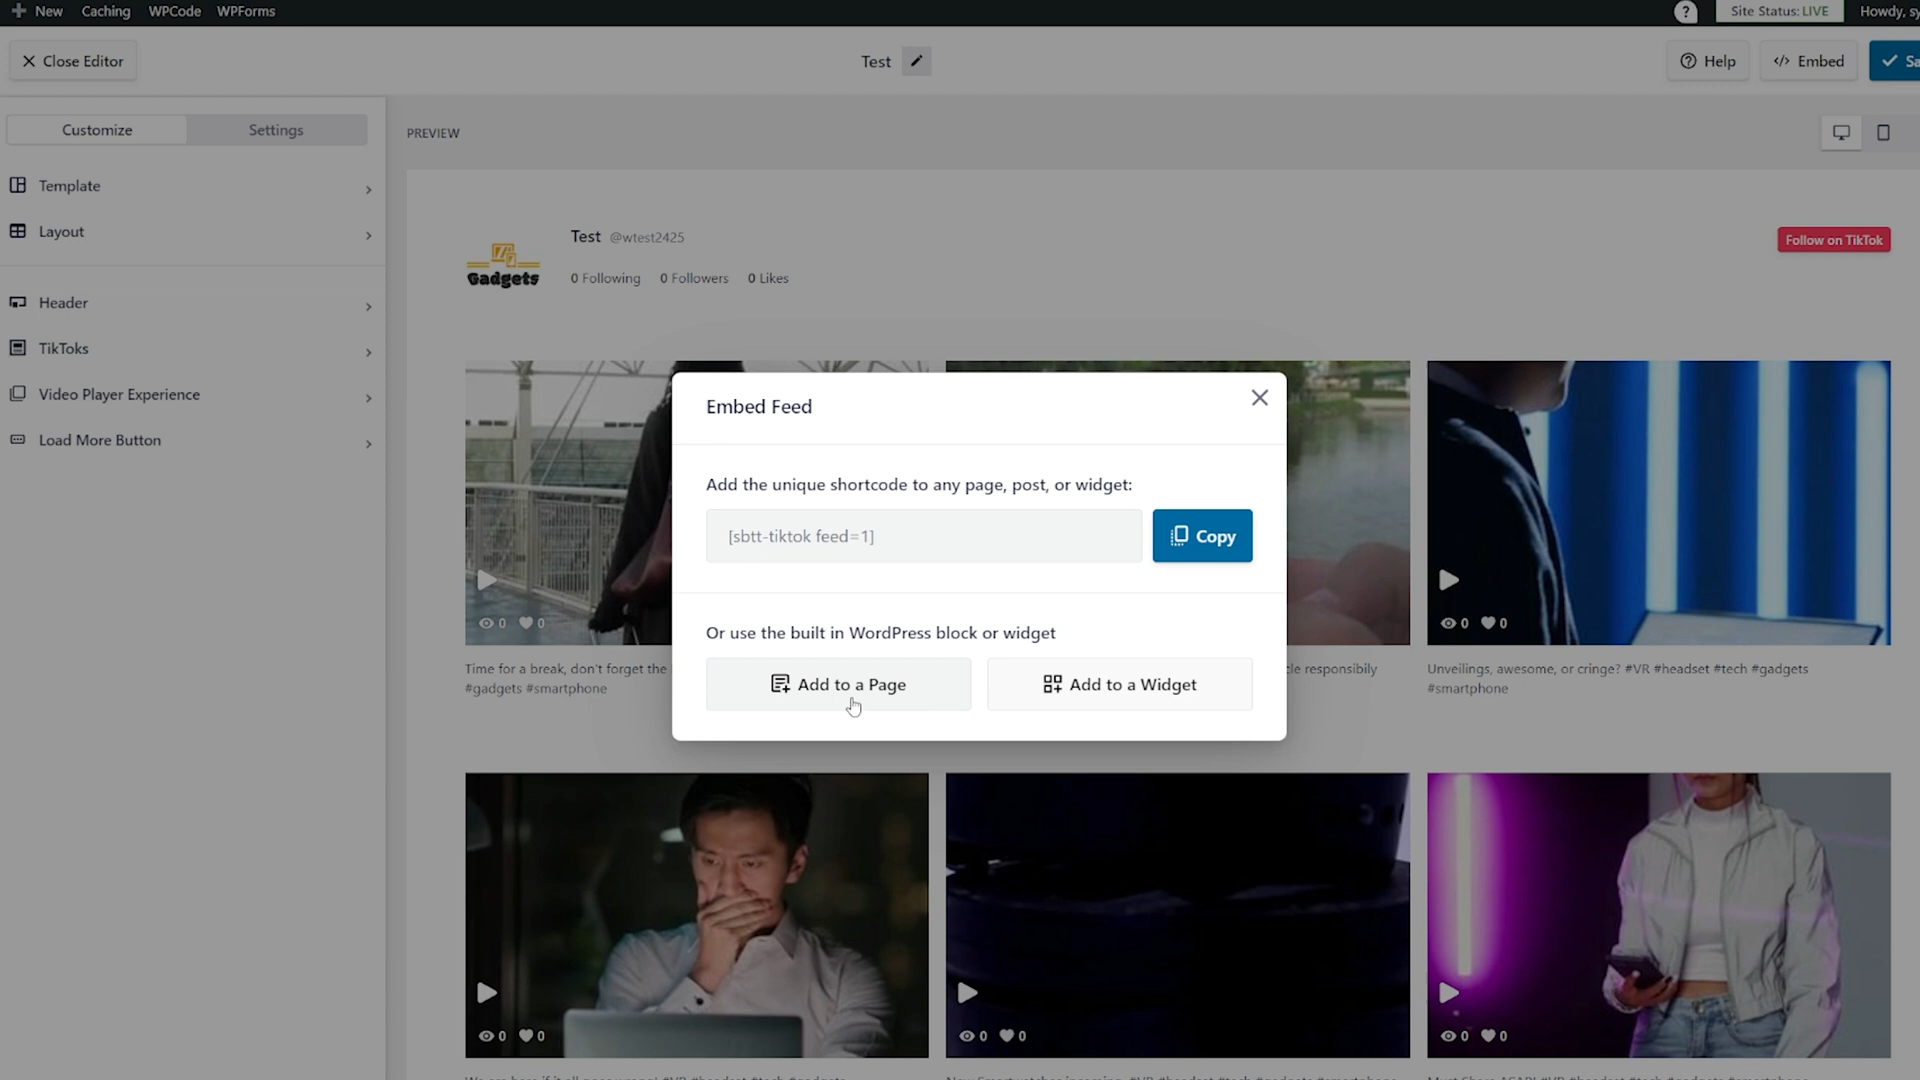 New Caching WPCode WPForms
? Site Status: LIVE Howdy, sy
Close Editor
Test
Help Embed Sa
Customize Settings
PREVIEW
Template
Layout
Header
TikToks
Video Player Experience
Load More Button
Gadgets
Test @wtest2425
0 Following 0 Followers 0 Likes
Follow on TikTok
Embed Feed
Add the unique shortcode to any page, post, or widget:
[sbtt-tiktok feed=1]
Copy
Or use the built in WordPress block or widget
Add to a Page
Add to a Widget
0 0
0 0
Time for a break, don't forget the
#gadgets #smartphone
cle responsibily
Unveilings, awesome, or cringe? #VR #headset #tech #gadgets
#smartphone
0 0
0 0
0 0